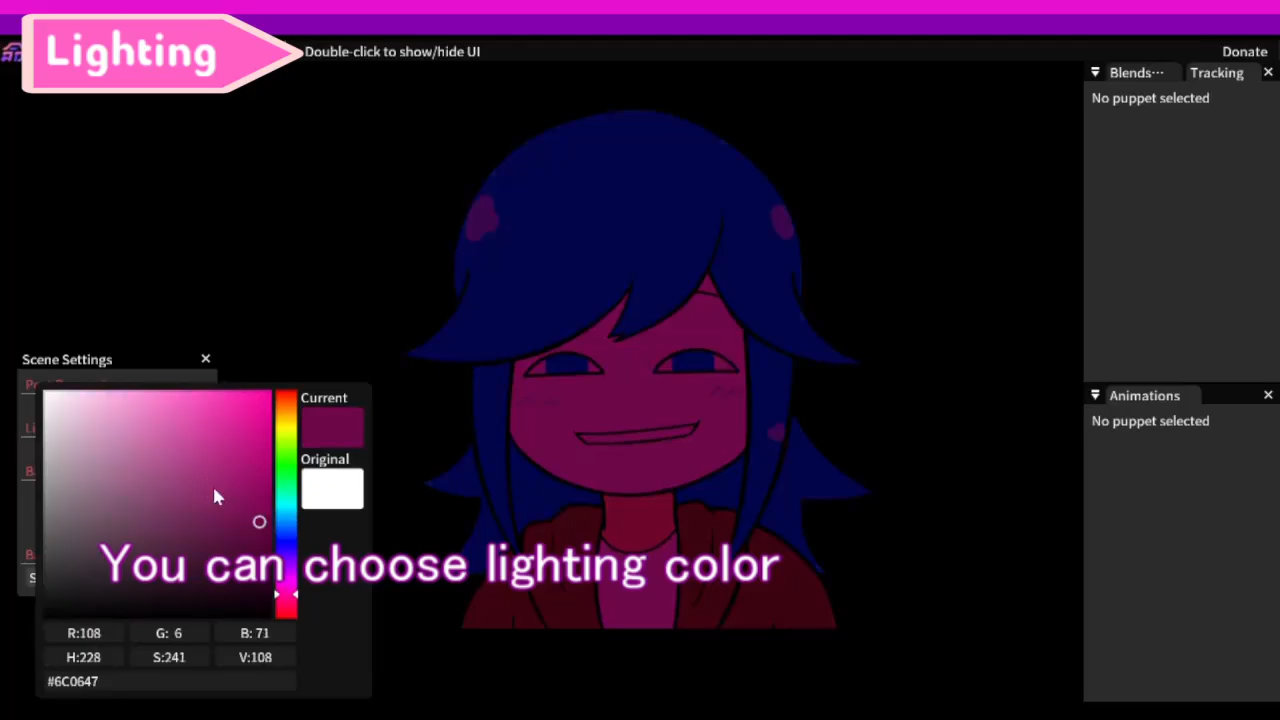 Lighting
Double-click to show/hide UI
Donate
Blends···
Tracking
No puppet selected
Scene Settings
Current
Original
Animations
No puppet selected
You can choose lighting color
R:108
G: 6
B: 71
H:228
S:241
V:108
#6C0647